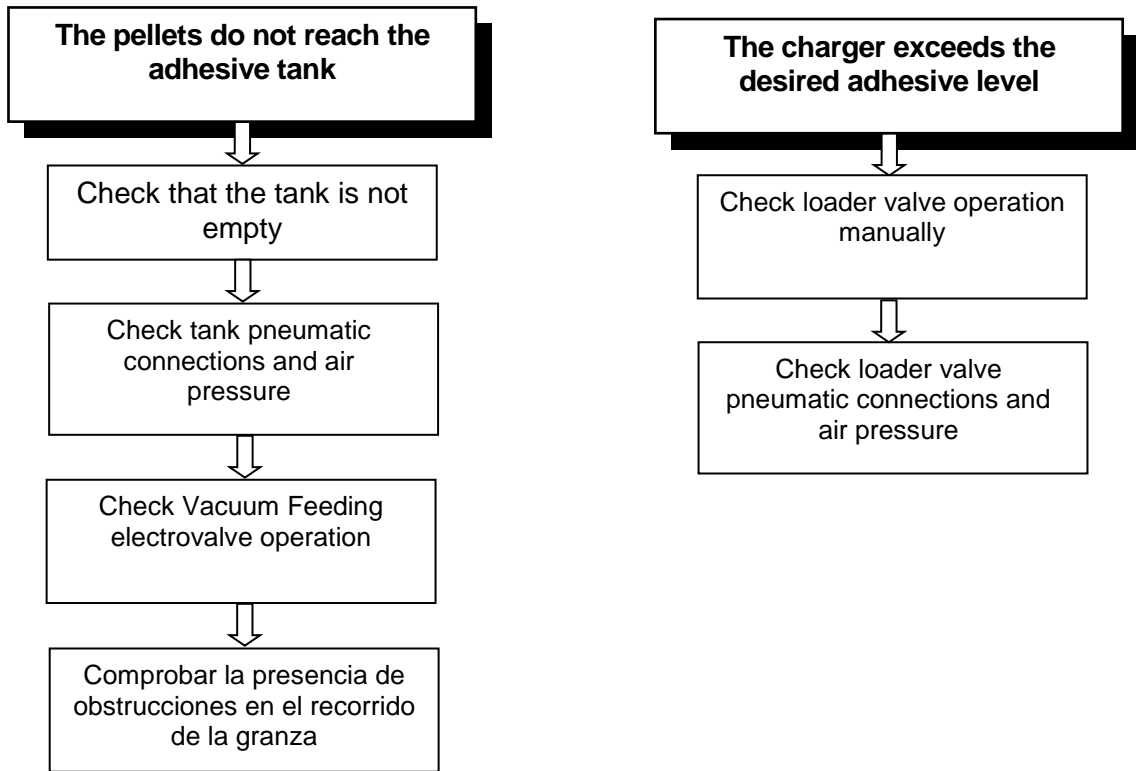 The pellets do not reach the
adhesive tank
Check that the tank is not
empty
Check tank pneumatic
connections and air
pressure
Check Vacuum Feeding
electrovalve operation
Comprobar la presencia de
obstrucciones en el recorrido
de la granza
The charger exceeds the
desired adhesive level
Check loader valve operation
manually
Check loader valve
pneumatic connections and
air pressure